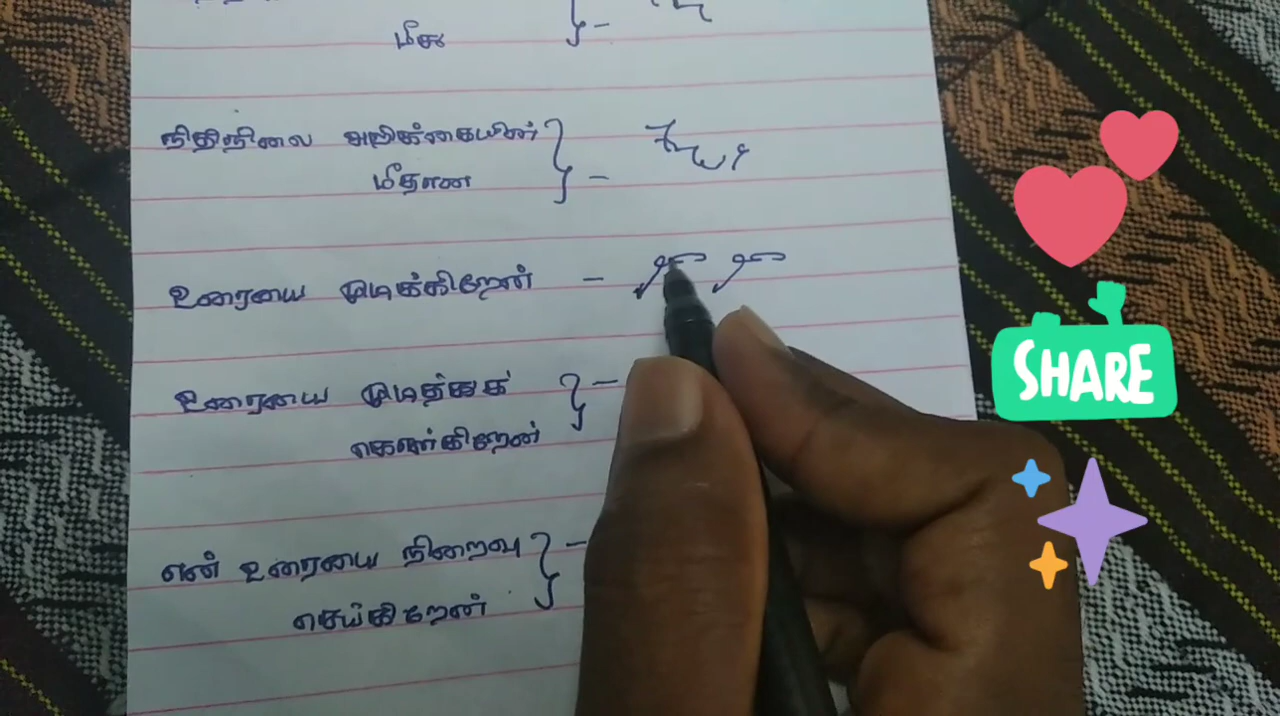 மீது
நிதிநிலை அறிக்கையின்
மீதான
உரையை முடிக்கிறேன்
உரையை முடித்துக்
கொள்கிறேன்
என் உரையை நிறைவு
செய்கிறேன்
SHARE